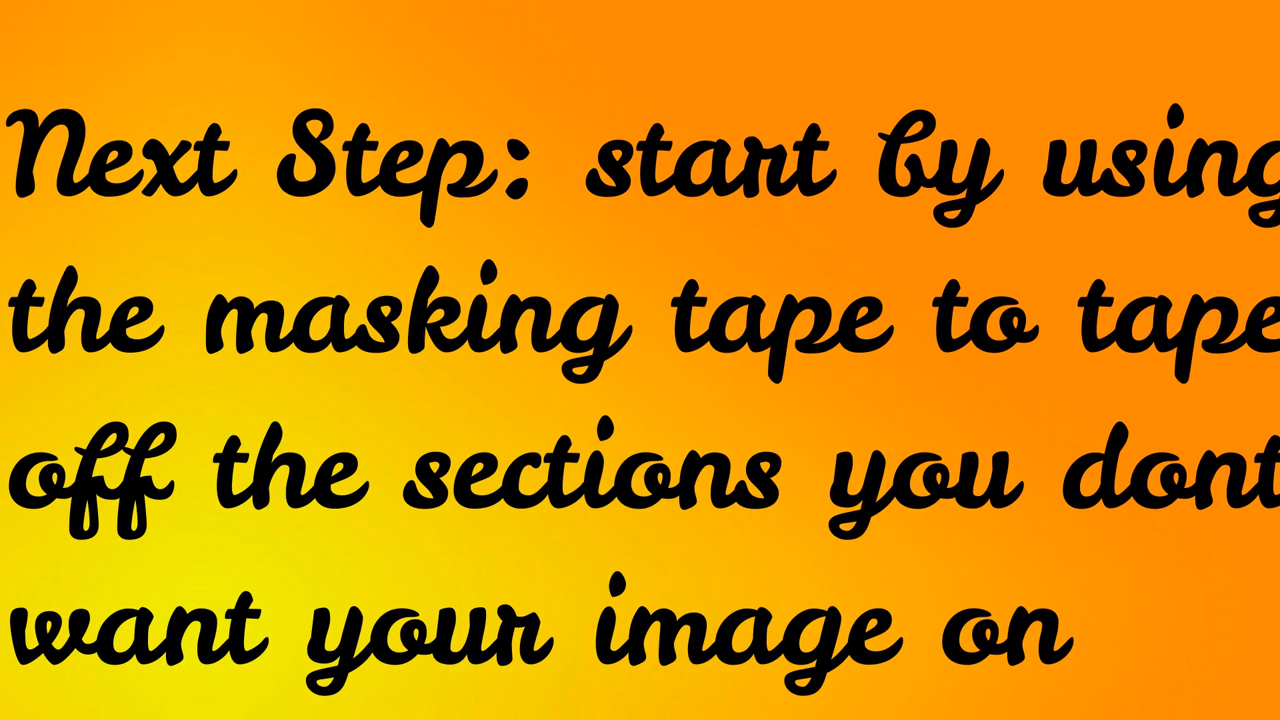 Next Step: start by using
the masking tape to tape
off the sections you dont
want your image on